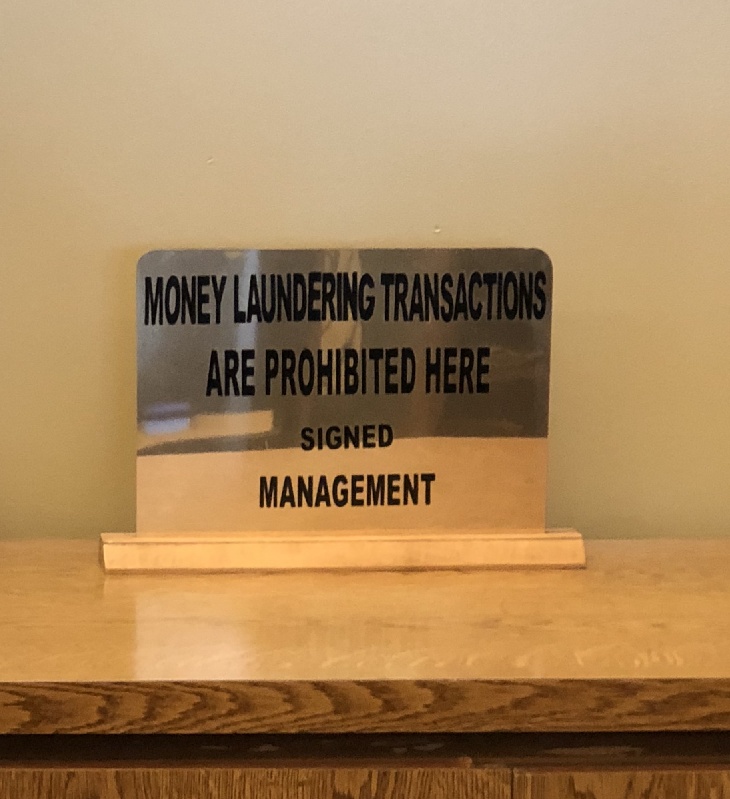 MONEY LAUNDERING TRANSACTIONS
ARE PROHIBITED HERE
SIGNED
MANAGEMENT